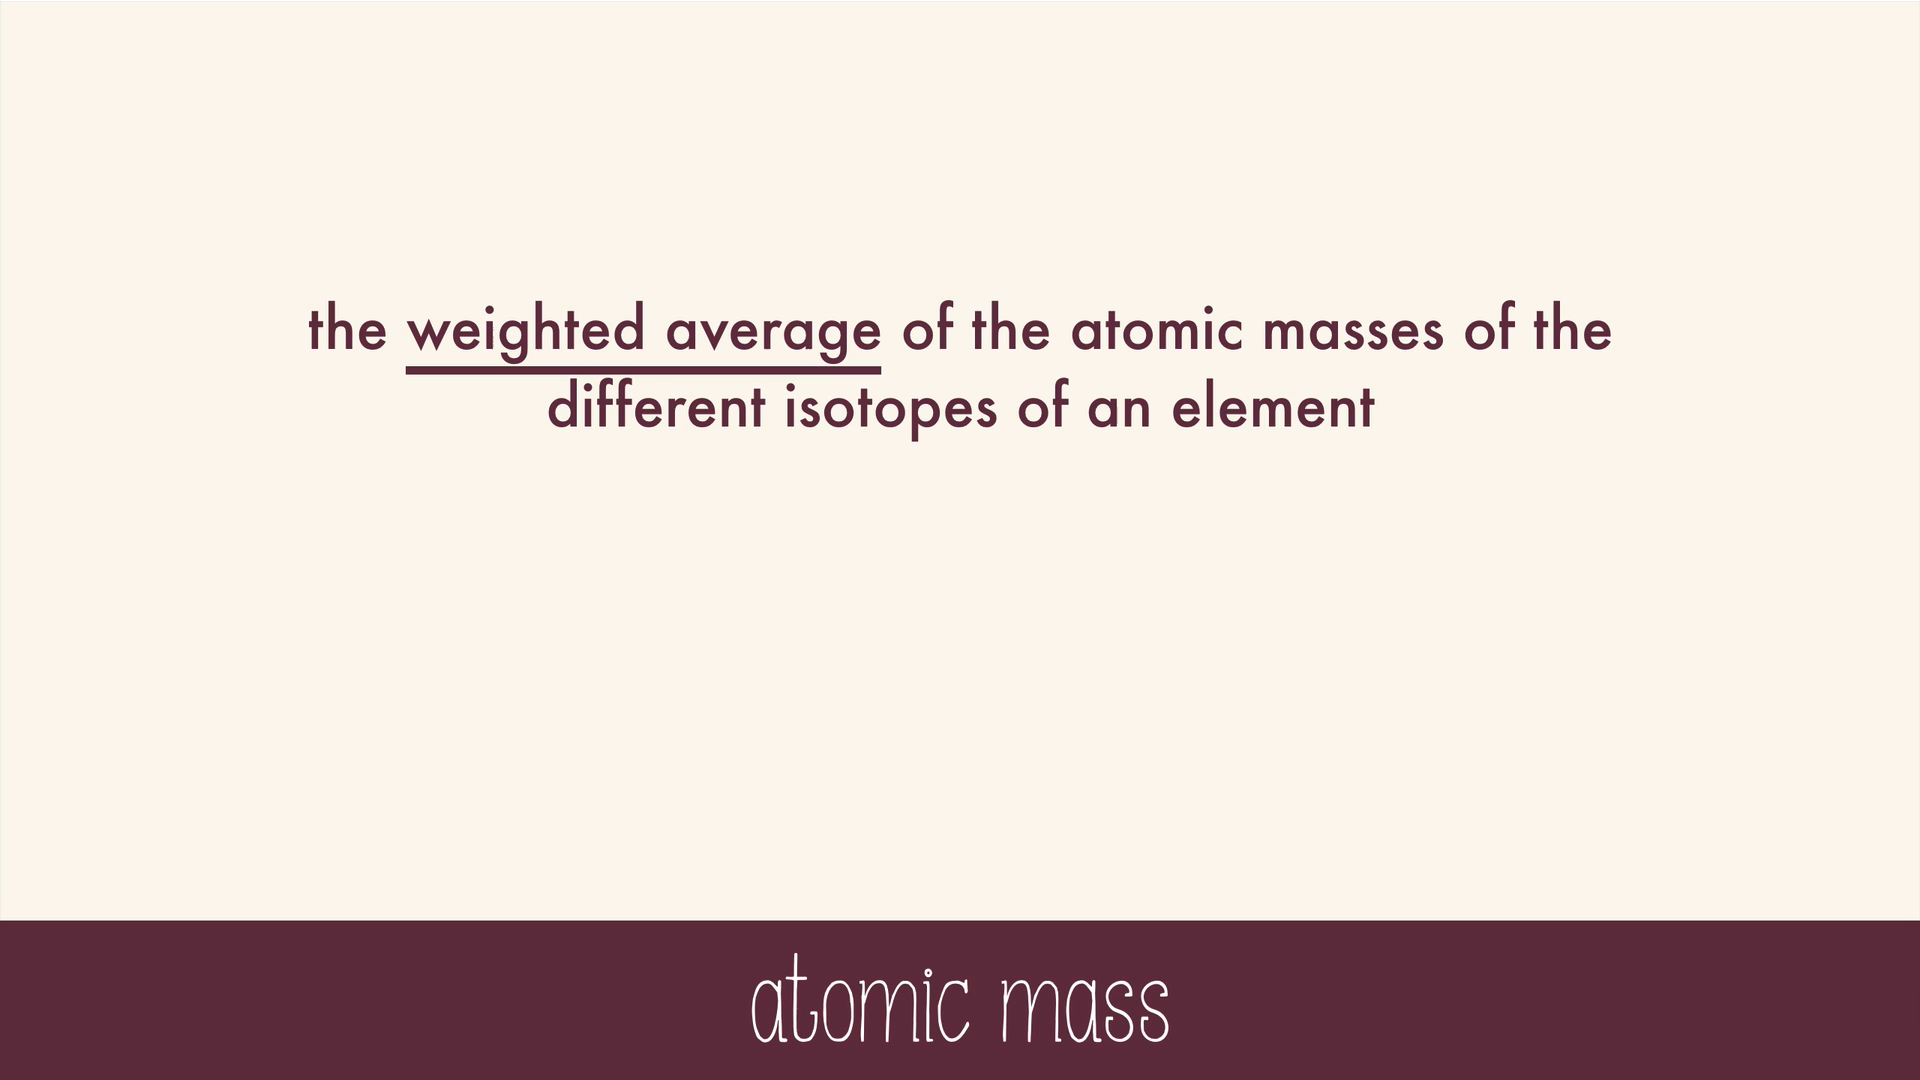 the weighted average of the atomic masses of the
different isotopes of an element
atomic mass